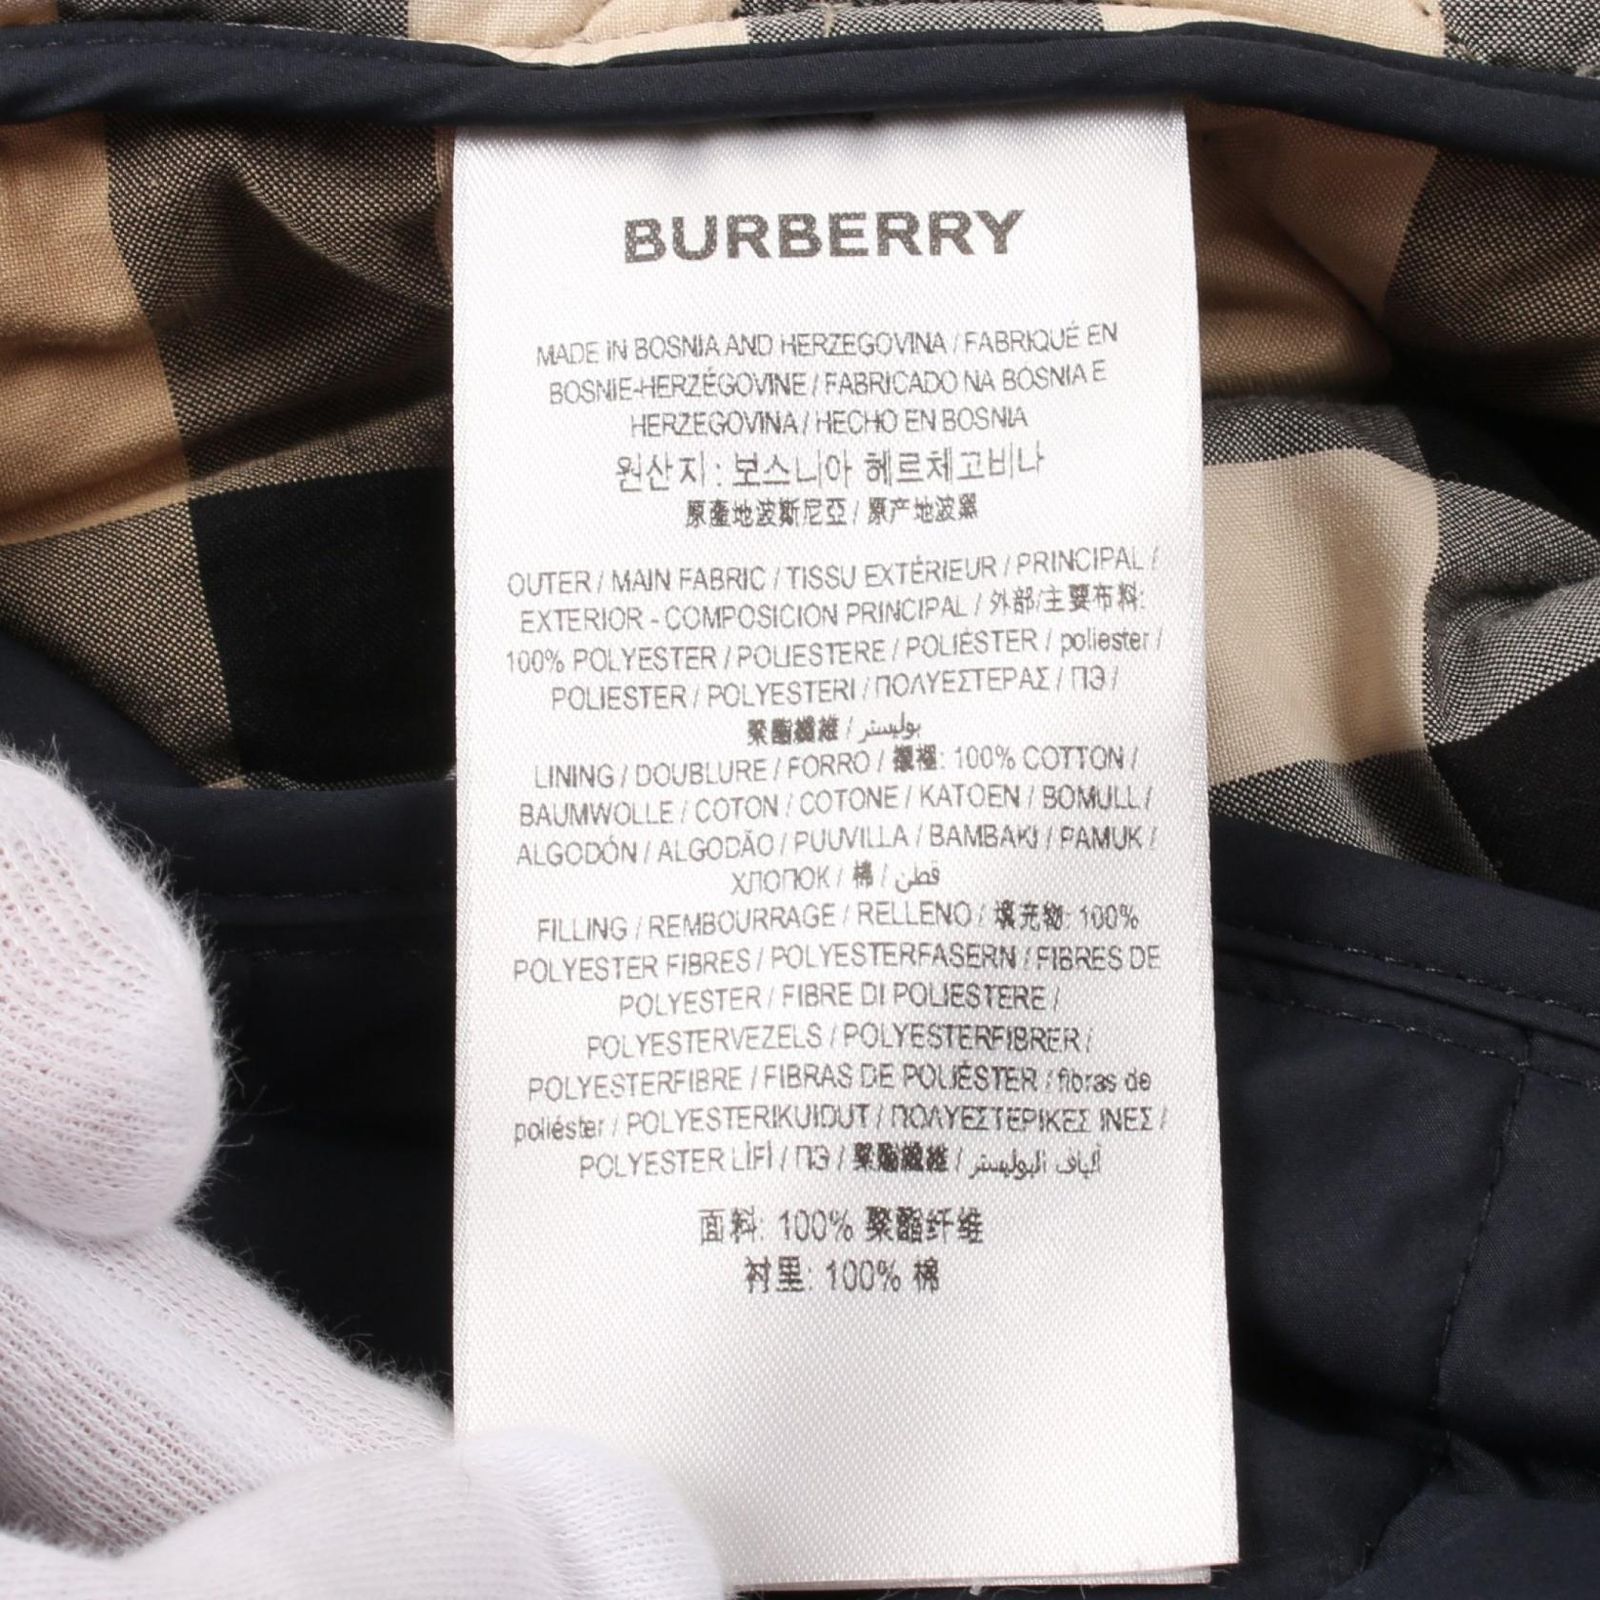 BURBERRY
MADE IN BOSNIA AND HERZEGOVINA / FABRIQUÉ EN
BOSNIE-HERZÉGOVINE / FABRICADO NA BOSNIA E
HERZEGOVINA / HECHO EN BOSNIA
원산지 : 보스니아 헤르체고비나
原產地波斯尼亞 / 原产地波黑
OUTER / MAIN FABRIC / TISSU EXTÉRIEUR / PRINCIPAL /
EXTERIOR - COMPOSICION PRINCIPAL / 外部/主要布料:
100% POLYESTER / POLIESTERE / POLIÉSTER / poliester /
POLIESTER / POLYESTERI / ΠΟΛΥΕΣΤΕΡΑΣ / ПЭ /
聚酯纖維 / بوليستر
LINING / DOUBLURE / FORRO / 襯裡: 100% COTTON /
BAUMWOLLE / COTON / COTONE / KATOEN / BOMULL /
ALGODÓN / ALGODÃO / PUUVILLA / BAMBAKI / PAMUK /
ХЛОПОК / 棉 / قطن
FILLING / REMBOURRAGE / RELLENO / 填充物: 100%
POLYESTER FIBRES / POLYESTERFASERN / FIBRES DE
POLYESTER / FIBRE DI POLIESTERE /
POLYESTERVEZELS / POLYESTERFIBRER /
POLYESTERFIBRE / FIBRAS DE POLIÉSTER / fibras de
poliéster / POLYESTERIKUIDUT / ΠΟΛΥΕΣΤΕΡΙΚΕΣ ΙΝΕΣ /
POLYESTER LİFİ / ПЭ / 聚酯纖維 / ألياف البوليستر
面料: 100% 聚酯纤维
衬里: 100% 棉